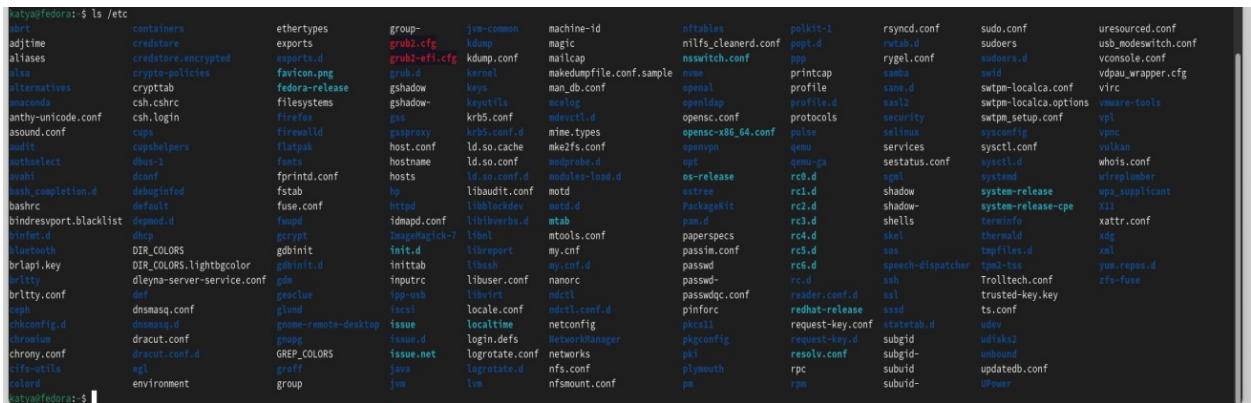 katya@fedora:~$ ls /etc
abrt containers ethertypes group- jvm-common machine-id nftables polkit-1 rsyncd.conf sudo.conf uresourced.conf
adjtime credstore exports grub2.cfg kdump magic nilfs_cleanerd.conf popt.d rwtab.d sudoers usb_modeswitch.conf
aliases credstore.encrypted exports.d grub2-efi.cfg kdump.conf mailcap nsswitch.conf ppp rygel.conf sudoers.d vconsole.conf
alsa crypto-policies favicon.png grub.d kernel makedumpfile.conf.sample nvme printcap samba swid vdpau_wrapper.cfg
alternatives crypttab fedora-release gshadow keys man_db.conf openal profile sane.d swtpm-localca.conf virc
anaconda csh.cshrc filesystems gshadow- keyutils mcelog openldap profile.d sasl2 swtpm-localca.options vmware-tools
anthy-unicode.conf csh.login firefox gss krb5.conf mdevctl.d opensc.conf protocols security swtpm_setup.conf vpl
asound.conf cups firewalld gssproxy krb5.conf.d mime.types opensc-x86_64.conf pulse selinux sysconfig vpnc
audit cupshelpers flatpak host.conf ld.so.cache mke2fs.conf openvpn qemu services sysctl.conf vulkan
authselect dbus-1 fonts hostname ld.so.conf modprobe.d opt qemu-ga sestatus.conf sysctl.d whois.conf
avahi dconf fprintd.conf hosts ld.so.conf.d modules-load.d os-release rc0.d sgml systemd wireplumber
bash_completion.d debuginfod fstab hp libaudit.conf motd ostree rc1.d shadow system-release wpa_supplicant
bashrc default fuse.conf httpd libblockdev motd.d PackageKit rc2.d shadow- system-release-cpe X11
bindresvport.blacklist depmod.d fwupd idmapd.conf libibverbs.d mtab pam.d rc3.d shells terminfo xattr.conf
binfmt.d dhcp gcrypt ImageMagick-7 libnl mtools.conf paperspecs rc4.d skel thermald xdg
bluetooth DIR_COLORS gdbinit init.d libreport my.cnf passim.conf rc5.d sos tmpfiles.d xml
brlapi.key DIR_COLORS.lightbgcolor gdbinit.d inittab libssh my.cnf.d passwd rc6.d speech-dispatcher tpm2-tss yum.repos.d
brltty dleyna-server-service.conf gdm inputrc libuser.conf nanorc passwd- rc.d ssh Trolltech.conf zfs-fuse
brltty.conf dnf geoclue ipp-usb libvirt ndctl passwdqc.conf reader.conf.d ssl trusted-key.key
ceph dnsmasq.conf glvnd iscsi locale.conf ndctl.conf.d pinforc redhat-release sssd ts.conf
chkconfig.d dnsmasq.d gnome-remote-desktop issue localtime netconfig pkcs11 request-key.conf statetab.d udev
chromium dracut.conf gnupg issue.d login.defs NetworkManager pkgconfig request-key.d subgid udisks2
chrony.conf dracut.conf.d GREP_COLORS issue.net logrotate.conf networks pki resolv.conf subgid- unbound
cifs-utils egl groff java logrotate.d nfs.conf plymouth rpc subuid updatedb.conf
colord environment group jvm lvm nfsmount.conf pm rpm subuid- UPower
katya@fedora:~$